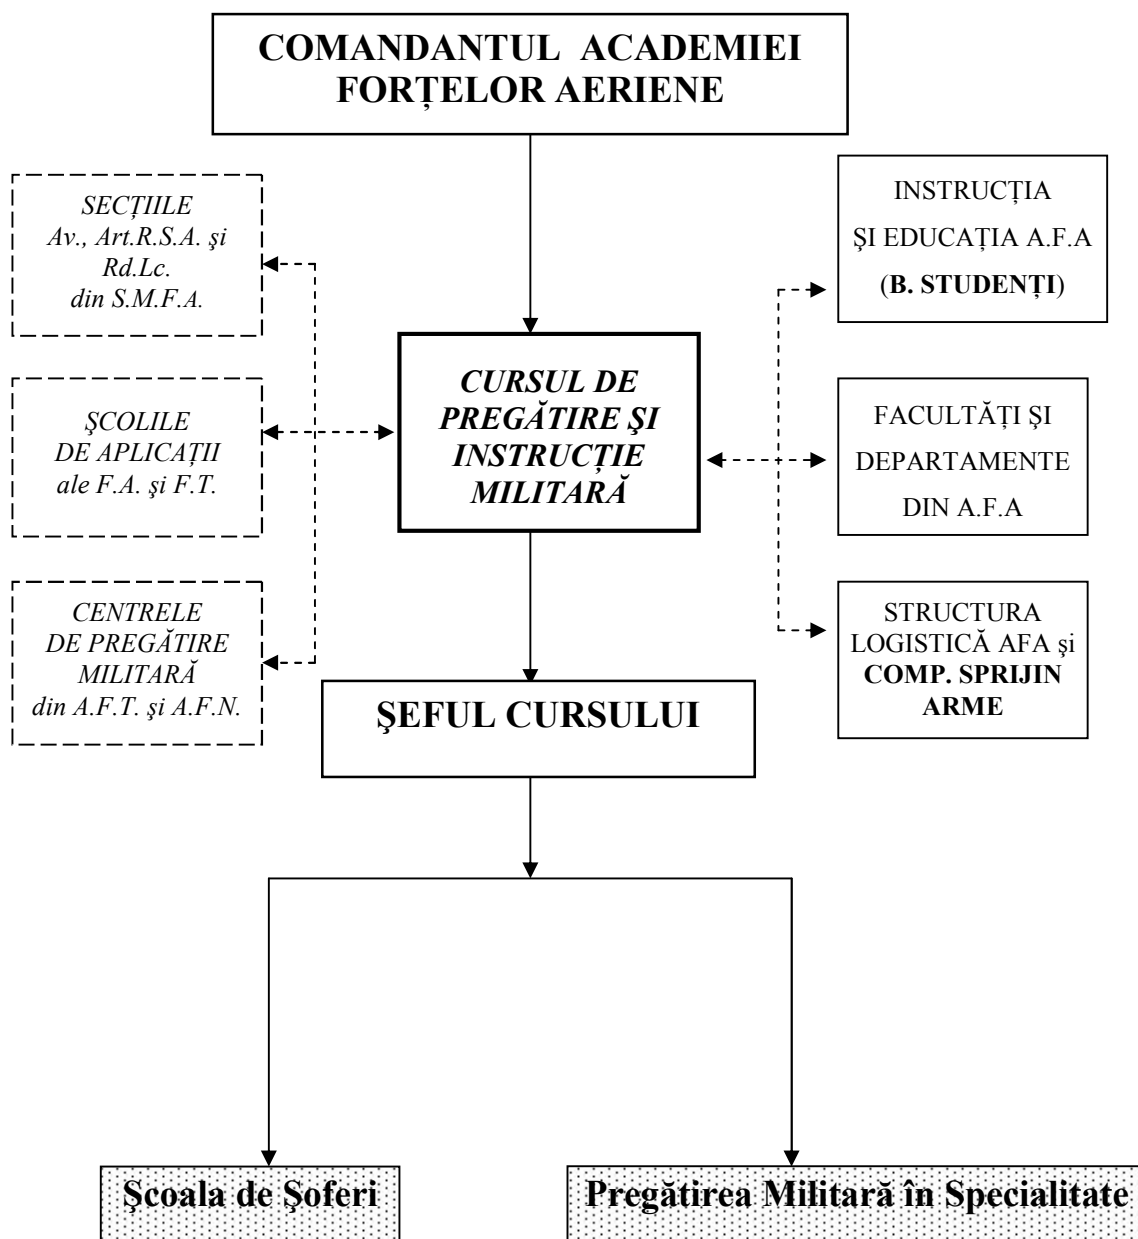 COMANDANTUL ACADEMIEI
FORȚELOR AERIENE
SECȚIILE
Av., Art.R.S.A. şi
Rd.Lc.
din S.M.F.A.
INSTRUCȚIA
ŞI EDUCAȚIA A.F.A
(B. STUDENȚI)
CURSUL DE
PREGĂTIRE ŞI
INSTRUCȚIE
MILITARĂ
ŞCOLILE
DE APLICAȚII
ale F.A. şi F.T.
FACULTĂȚI ŞI
DEPARTAMENTE
DIN A.F.A
CENTRELE
DE PREGĂTIRE
MILITARĂ
din A.F.T. şi A.F.N.
STRUCTURA
LOGISTICĂ AFA şi
COMP. SPRIJIN
ARME
ŞEFUL CURSULUI
Şcoala de Şoferi
Pregătirea Militară în Specialitate